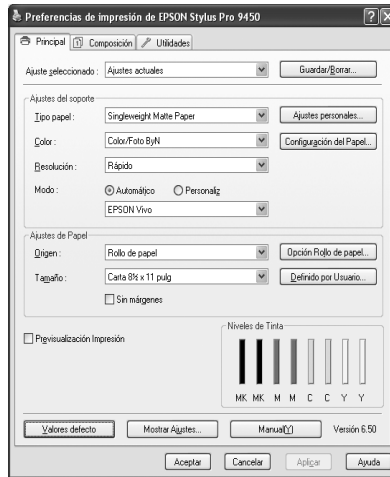 Preferencias de impresión de EPSON Stylus Pro 9450
Principal Composición Utilidades
Ajuste seleccionado : Ajustes actuales Guardar/Borrar...
Ajustes del soporte
Tipo papel : Singleweight Matte Paper Ajustes personales...
Color : Color/Foto ByN Configuración del Papel...
Resolución : Rápido
Modo : Automático Personaliz
EPSON Vivo
Ajustes de Papel
Origen : Rollo de papel Opción Rollo de papel...
Tamaño : Carta 8½ x 11 pulg Definido por Usuario...
Sin márgenes
Previsualización Impresión
Niveles de Tinta
MK MK M M C C Y Y
Valores defecto Mostrar Ajustes... Manual(Y) Versión 6.50
Aceptar Cancelar Aplicar Ayuda